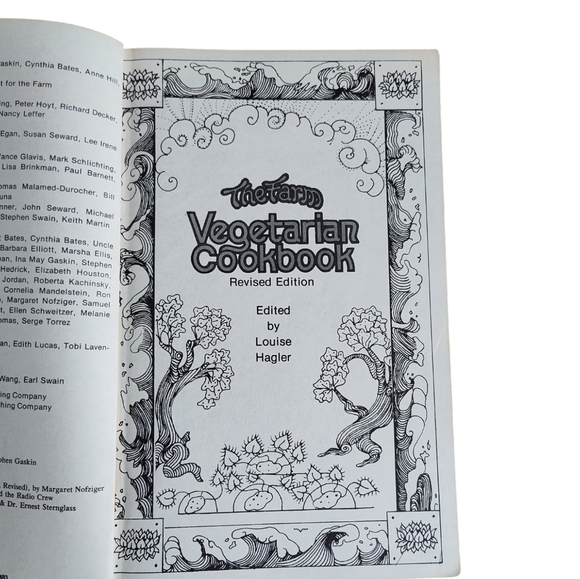 askin, Cynthia Bates, Anne
t for the Farm
ng, Peter Hoyt, Richard Decker,
Nancy Leffer
Egan, Susan Seward, Lee Irene
Vance Glavis, Mark Schlichting,
Lisa Brinkman, Paul Barnett,
omas Malamed-Durocher, Bill
una
nner, John Seward, Michael
Stephen Swain, Keith Martin
t Bates, Cynthia Bates, Uncle
Barbara Elliott, Marsha Ellis,
an, Ina May Gaskin, Stephen
Hedrick, Elizabeth Houston,
Jordan, Roberta Kachinsky,
Cornelia Mandelstein, Ron
Margaret Nofziger, Samuel
t, Ellen Schweitzer, Melanie
omas, Serge Torrez
an, Edith Lucas, Tobi Laven-
Wang, Earl Swain
ing Company
hing Company
phen Gaskin
Revised), by Margaret Nofziger
d the Radio Crew
& Dr. Ernest Sternglass
The Farm
Vegetarian
Cookbook
Revised Edition
Edited
by
Louise
Hagler